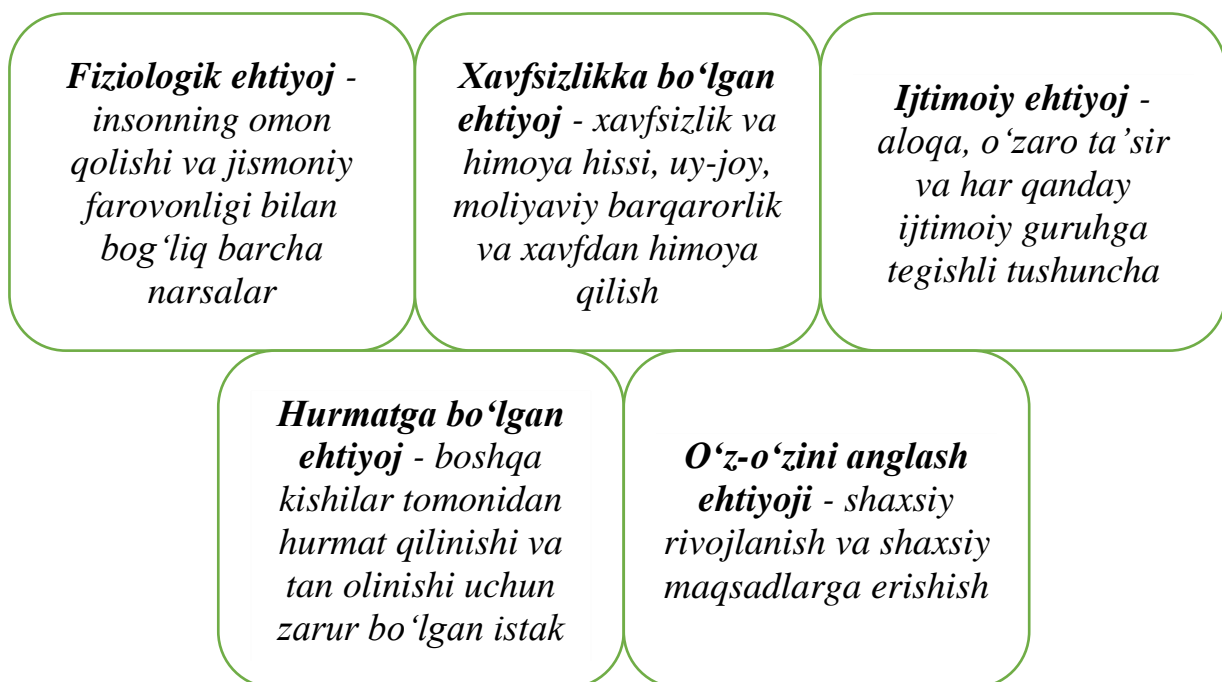 Fiziologik ehtiyoj -
insonning omon
qolishi va jismoniy
farovonligi bilan
bog‘liq barcha
narsalar
Xavfsizlikka bo‘lgan
ehtiyoj - xavfsizlik va
himoya hissi, uy-joy,
moliyaviy barqarorlik
va xavfdan himoya
qilish
Ijtimoiy ehtiyoj -
aloqa, o‘zaro ta’sir
va har qanday
ijtimoiy guruhga
tegishli tushuncha
Hurmatga bo‘lgan
ehtiyoj - boshqa
kishilar tomonidan
hurmat qilinishi va
tan olinishi uchun
zarur bo‘lgan istak
O‘z-o‘zini anglash
ehtiyoji - shaxsiy
rivojlanish va shaxsiy
maqsadlarga erishish